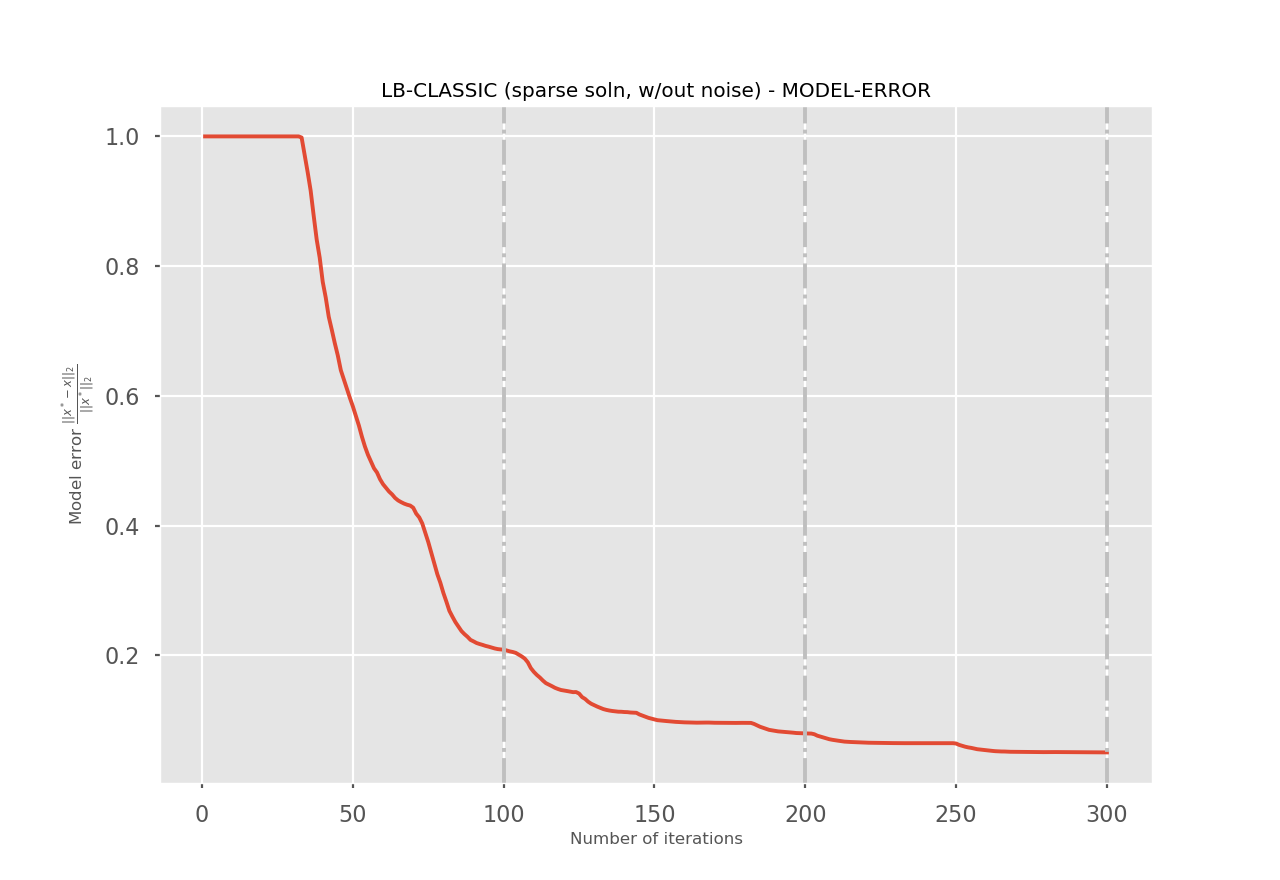 LB-CLASSIC (sparse soln, w/out noise) - MODEL-ERROR
1.0
0.8
0.6
0.4
0.2
Model error ||x* − x||₂ / ||x*||₂
0 50 100 150 200 250 300
Number of iterations